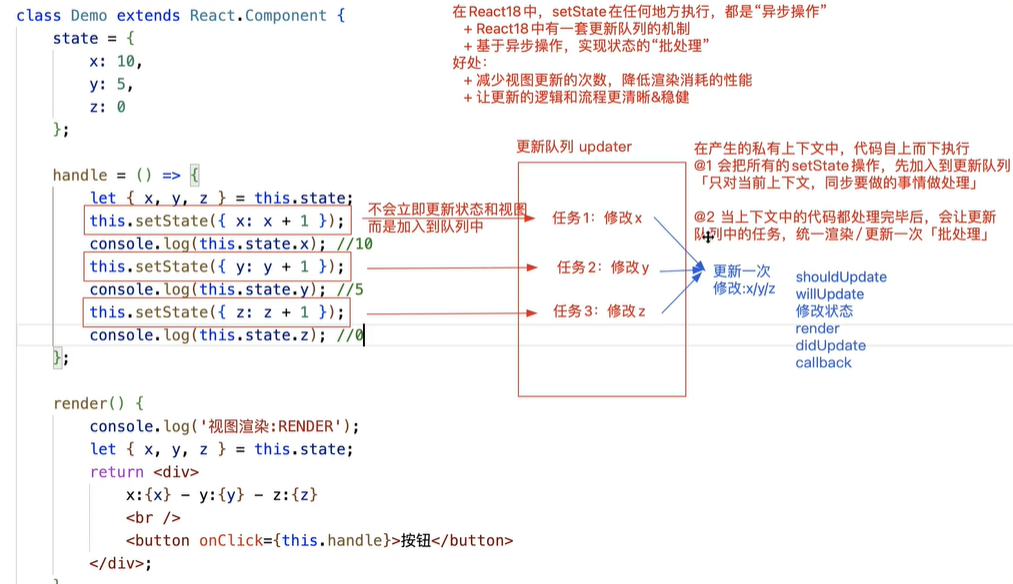 class Demo extends React.Component {
state = {
x: 10,
y: 5,
z: 0
};
handle = () => {
let { x, y, z } = this.state;
this.setState({ x: x + 1 });
console.log(this.state.x); //10
this.setState({ y: y + 1 });
console.log(this.state.y); //5
this.setState({ z: z + 1 });
console.log(this.state.z); //0
};
render() {
console.log('视图渲染:RENDER');
let { x, y, z } = this.state;
return <div>
x:{x} - y:{y} - z:{z}
<br />
<button onClick={this.handle}>按钮</button>
</div>;
在React18中，setState在任何地方执行，都是“异步操作”
+ React18中有一套更新队列的机制
+ 基于异步操作，实现状态的“批处理”
好处:
+ 减少视图更新的次数，降低渲染消耗的性能
+ 让更新的逻辑和流程更清晰&稳健
不会立即更新状态和视图
而是加入到队列中
更新队列 updater
任务1：修改x
任务2：修改y
任务3：修改z
在产生的私有上下文中，代码自上而下执行
@1 会把所有的setState操作，先加入到更新队列
「只对当前上下文，同步要做的事情做处理」
@2 当上下文中的代码都处理完毕后，会让更新
队列中的任务，统一渲染/更新一次「批处理」
更新一次
修改:x/y/z
shouldUpdate
willUpdate
修改状态
render
didUpdate
callback